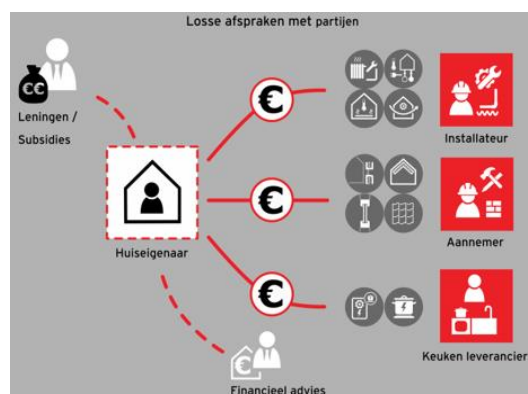 Losse afspraken met partijen
€€
Leningen /
Subsidies
€
Installateur
Huiseigenaar
€
Aannemer
€
Keuken leverancier
€
Financieel advies